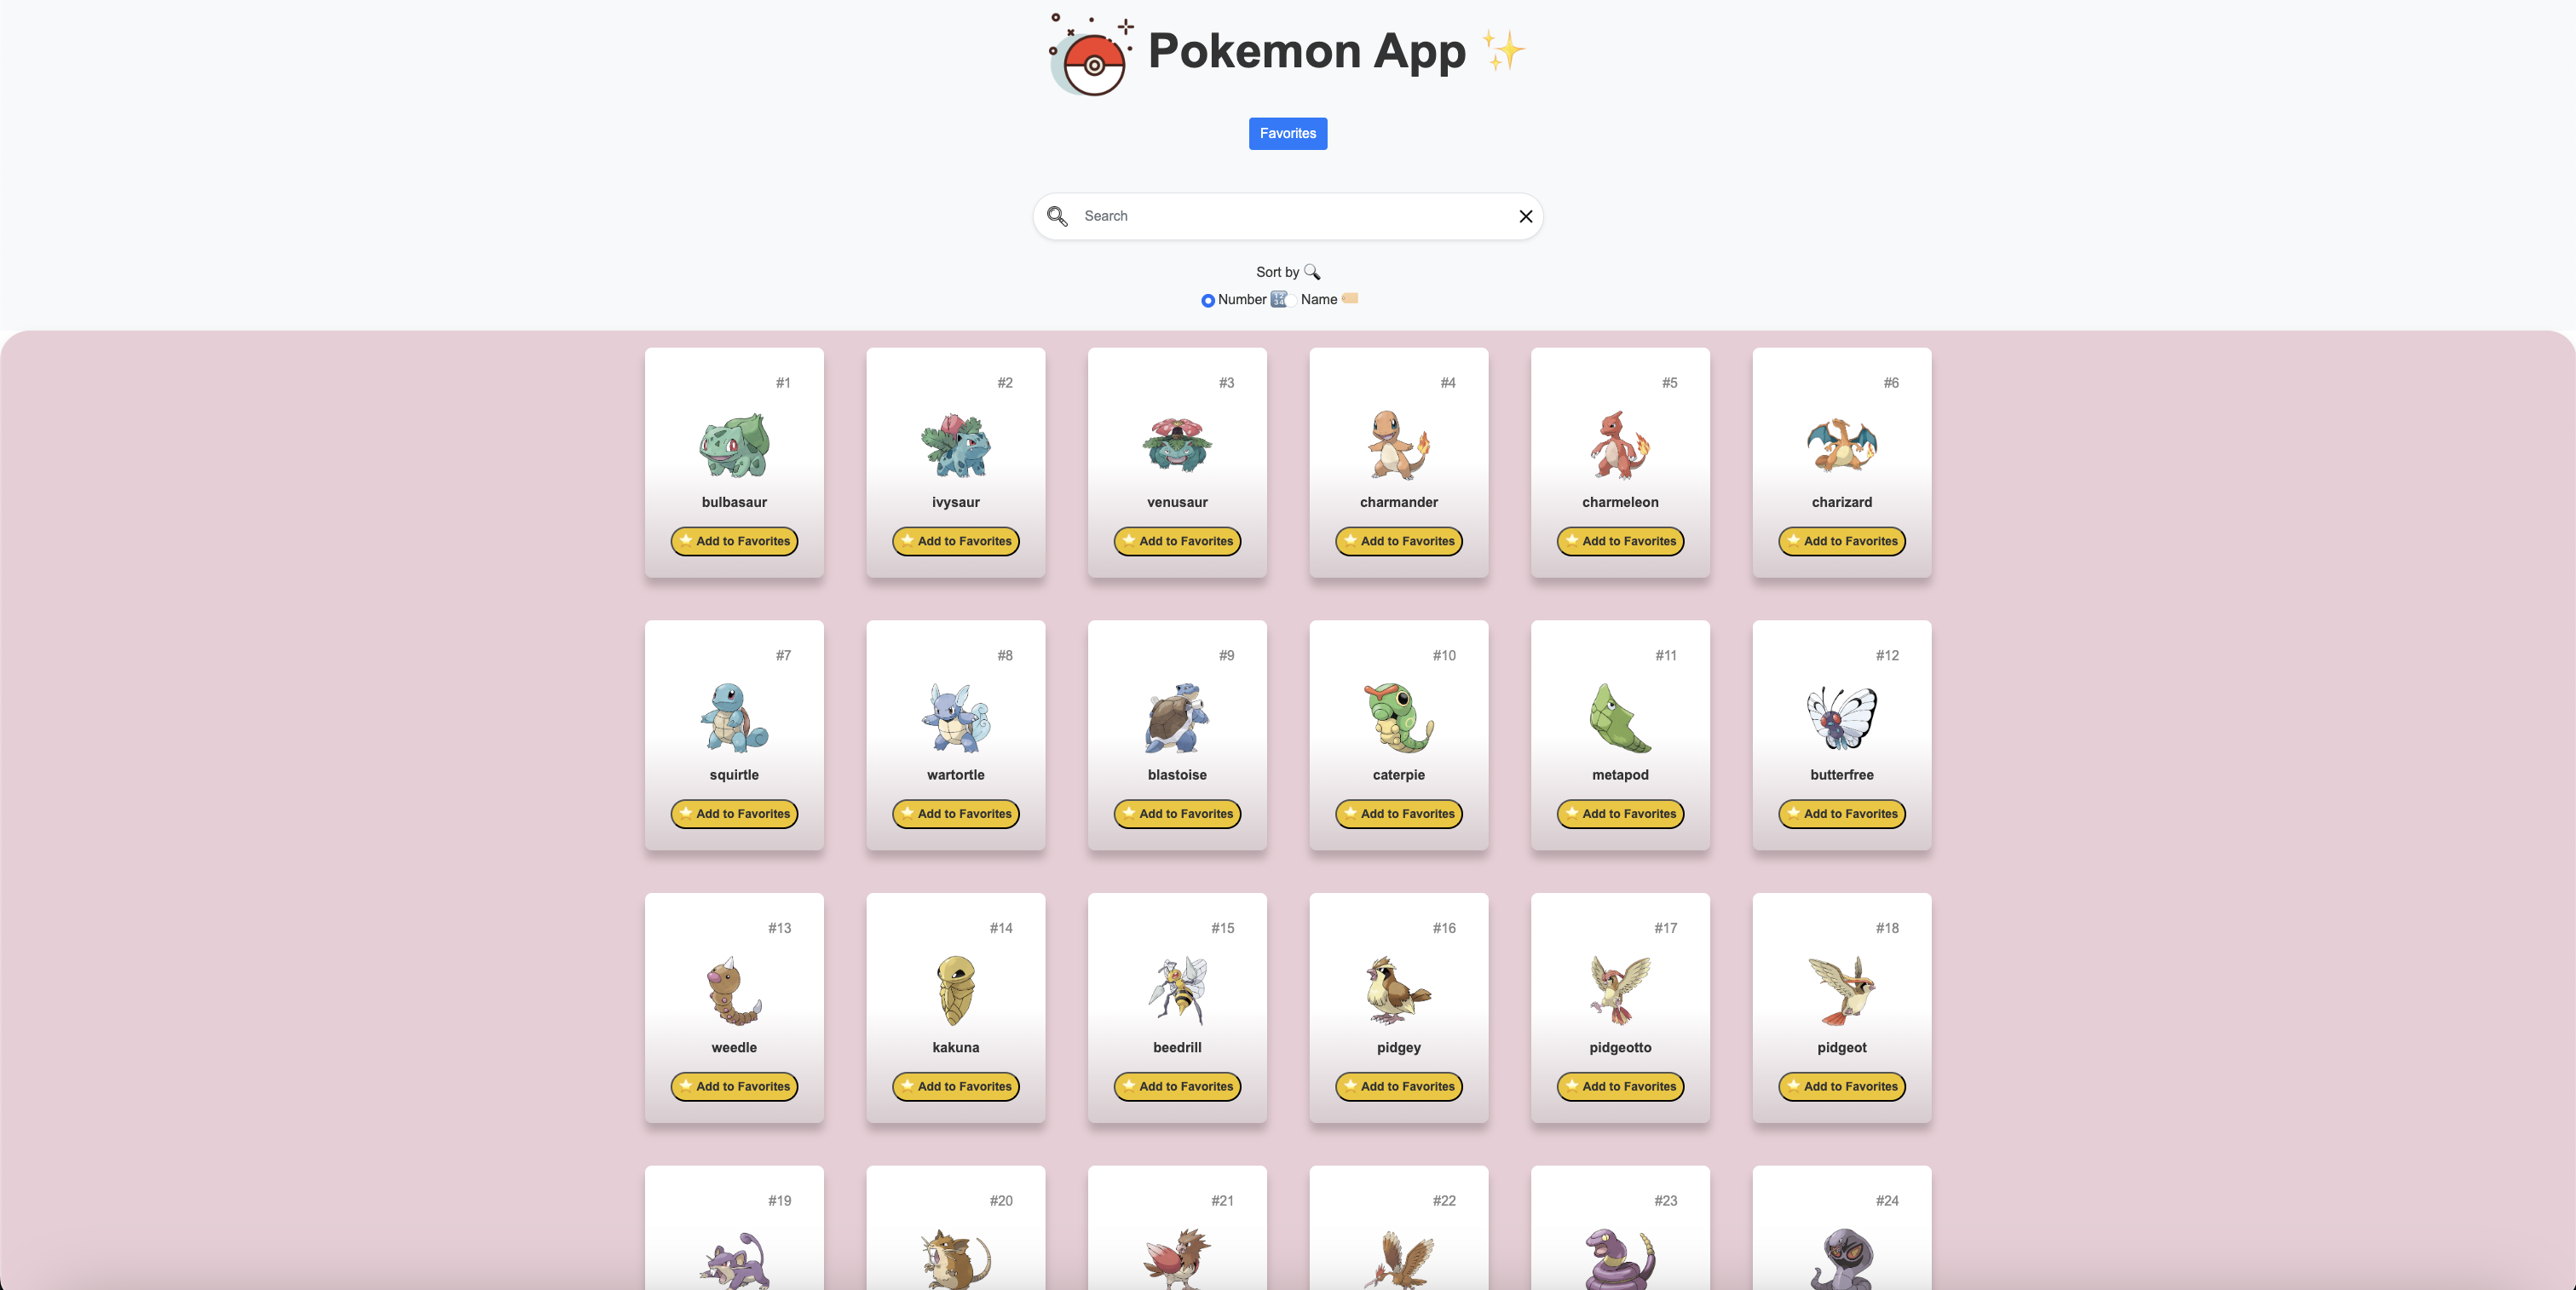 Pokemon App ✨
Favorites
Search
Sort by 🔍
Number 🔢 Name 🏷️
#1 #2 #3 #4 #5 #6
bulbasaur ivysaur venusaur charmander charmeleon charizard
⭐ Add to Favorites ⭐ Add to Favorites ⭐ Add to Favorites ⭐ Add to Favorites ⭐ Add to Favorites ⭐ Add to Favorites
#7 #8 #9 #10 #11 #12
squirtle wartortle blastoise caterpie metapod butterfree
⭐ Add to Favorites ⭐ Add to Favorites ⭐ Add to Favorites ⭐ Add to Favorites ⭐ Add to Favorites ⭐ Add to Favorites
#13 #14 #15 #16 #17 #18
weedle kakuna beedrill pidgey pidgeotto pidgeot
⭐ Add to Favorites ⭐ Add to Favorites ⭐ Add to Favorites ⭐ Add to Favorites ⭐ Add to Favorites ⭐ Add to Favorites
#19 #20 #21 #22 #23 #24